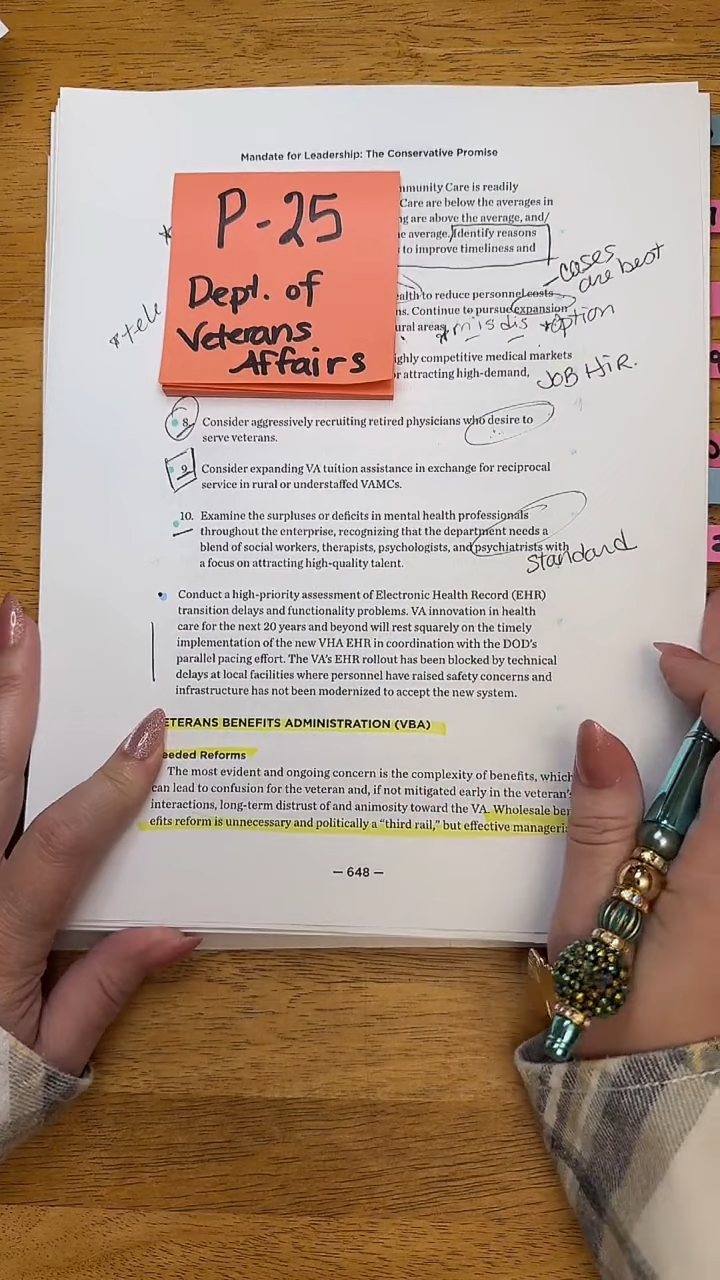 Mandate for Leadership: The Conservative Promise
P-25
Dept. of
Veterans
Affairs
mmunity Care is readily
Care are below the averages in
ng are above the average, and/
e average. Identify reasons
to improve timeliness and
ealth to reduce personnel costs
ns. Continue to pursue expansion
ural areas.
ighly competitive medical markets
r attracting high-demand,
*tele
-cases
are best
*misdis *option
JOB HIR.
8. Consider aggressively recruiting retired physicians who desire to
serve veterans.
9. Consider expanding VA tuition assistance in exchange for reciprocal
service in rural or understaffed VAMCs.
10. Examine the surpluses or deficits in mental health professionals
throughout the enterprise, recognizing that the department needs a
blend of social workers, therapists, psychologists, and psychiatrists with
a focus on attracting high-quality talent.
standard
• Conduct a high-priority assessment of Electronic Health Record (EHR)
transition delays and functionality problems. VA innovation in health
care for the next 20 years and beyond will rest squarely on the timely
implementation of the new VHA EHR in coordination with the DOD’s
parallel pacing effort. The VA’s EHR rollout has been blocked by technical
delays at local facilities where personnel have raised safety concerns and
infrastructure has not been modernized to accept the new system.
ETERANS BENEFITS ADMINISTRATION (VBA)
eeded Reforms
The most evident and ongoing concern is the complexity of benefits, which
can lead to confusion for the veteran and, if not mitigated early in the veteran’s
interactions, long-term distrust of and animosity toward the VA. Wholesale ben
efits reform is unnecessary and politically a “third rail,” but effective manageri
— 648 —